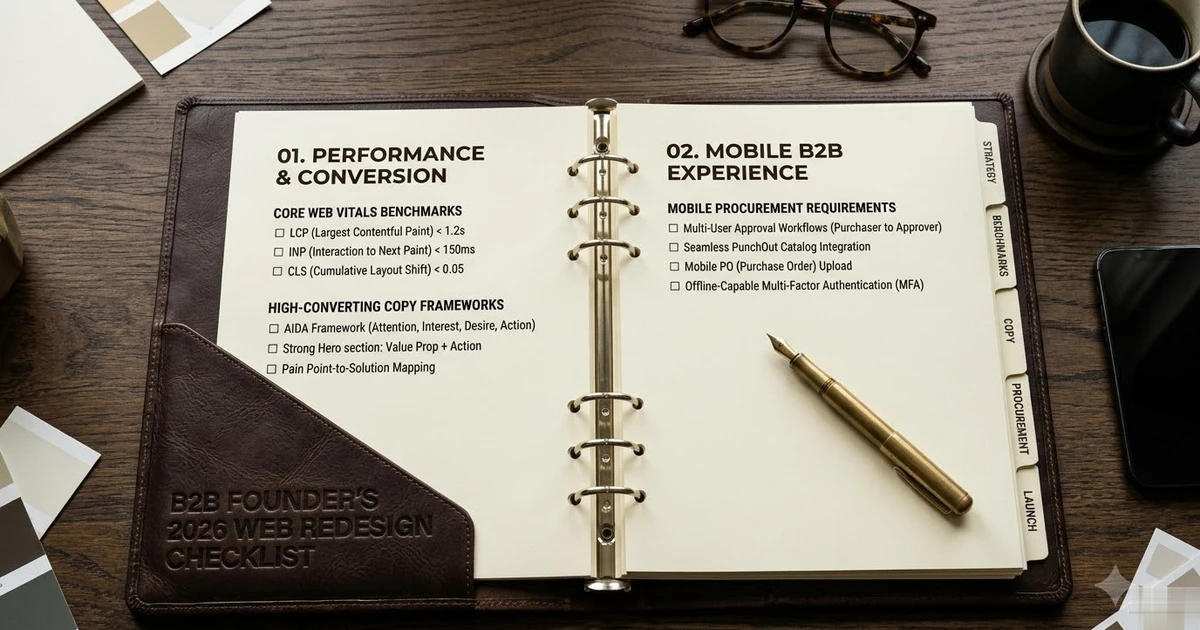 01. PERFORMANCE
& CONVERSION
CORE WEB VITALS BENCHMARKS
☐ LCP (Largest Contentful Paint) < 1.2s
☐ INP (Interaction to Next Paint) < 150ms
☐ CLS (Cumulative Layout Shift) < 0.05
HIGH-CONVERTING COPY FRAMEWORKS
☐ AIDA Framework (Attention, Interest, Desire, Action)
☐ Strong Hero section: Value Prop + Action
☐ Pain Point-to-Solution Mapping
B2B FOUNDER'S
2026 WEB REDESIGN
CHECKLIST
02. MOBILE B2B
EXPERIENCE
MOBILE PROCUREMENT REQUIREMENTS
☐ Multi-User Approval Workflows (Purchaser to Approver)
☐ Seamless PunchOut Catalog Integration
☐ Mobile PO (Purchase Order) Upload
☐ Offline-Capable Multi-Factor Authentication (MFA)
STRATEGY
BENCHMARKS
COPY
PROCUREMENT
LAUNCH